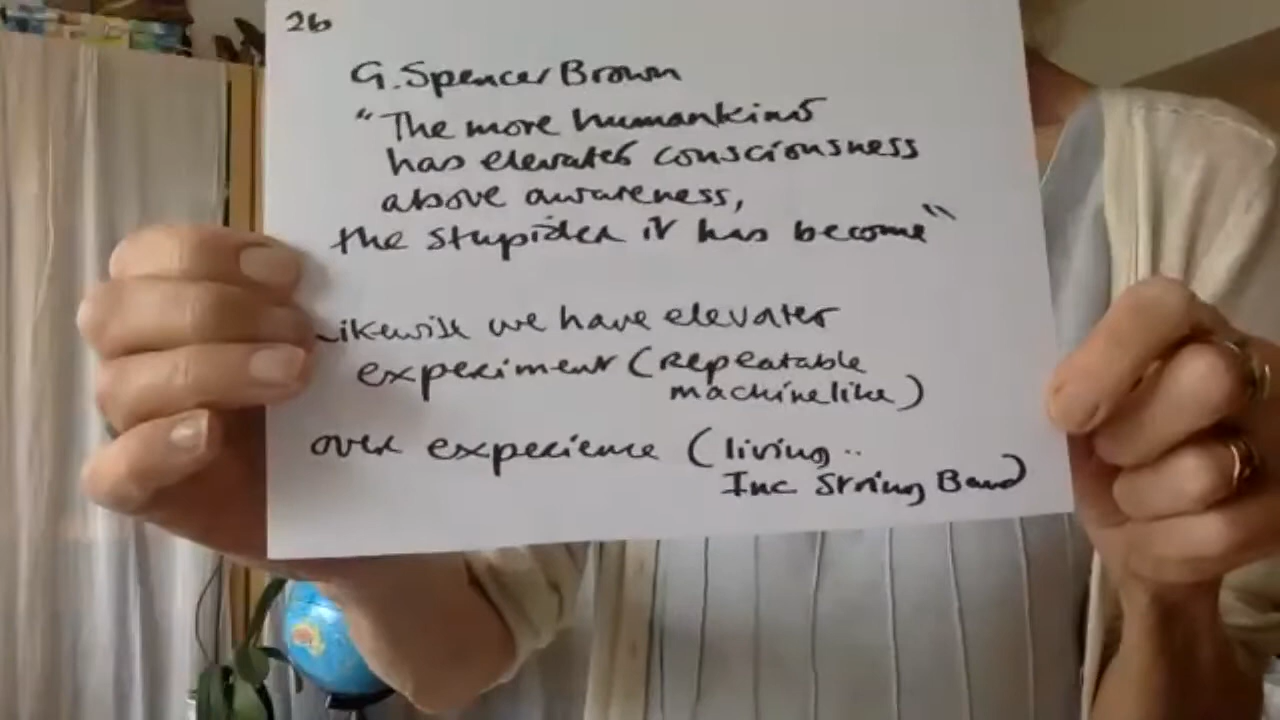 26
G. Spencer Brown
"The more humankind
has elevated consciousness
above awareness,
the stupider it has become"
Likewise we have elevated
experiment (repeatable
machinelike)
over experience (living..
Inc String Band)